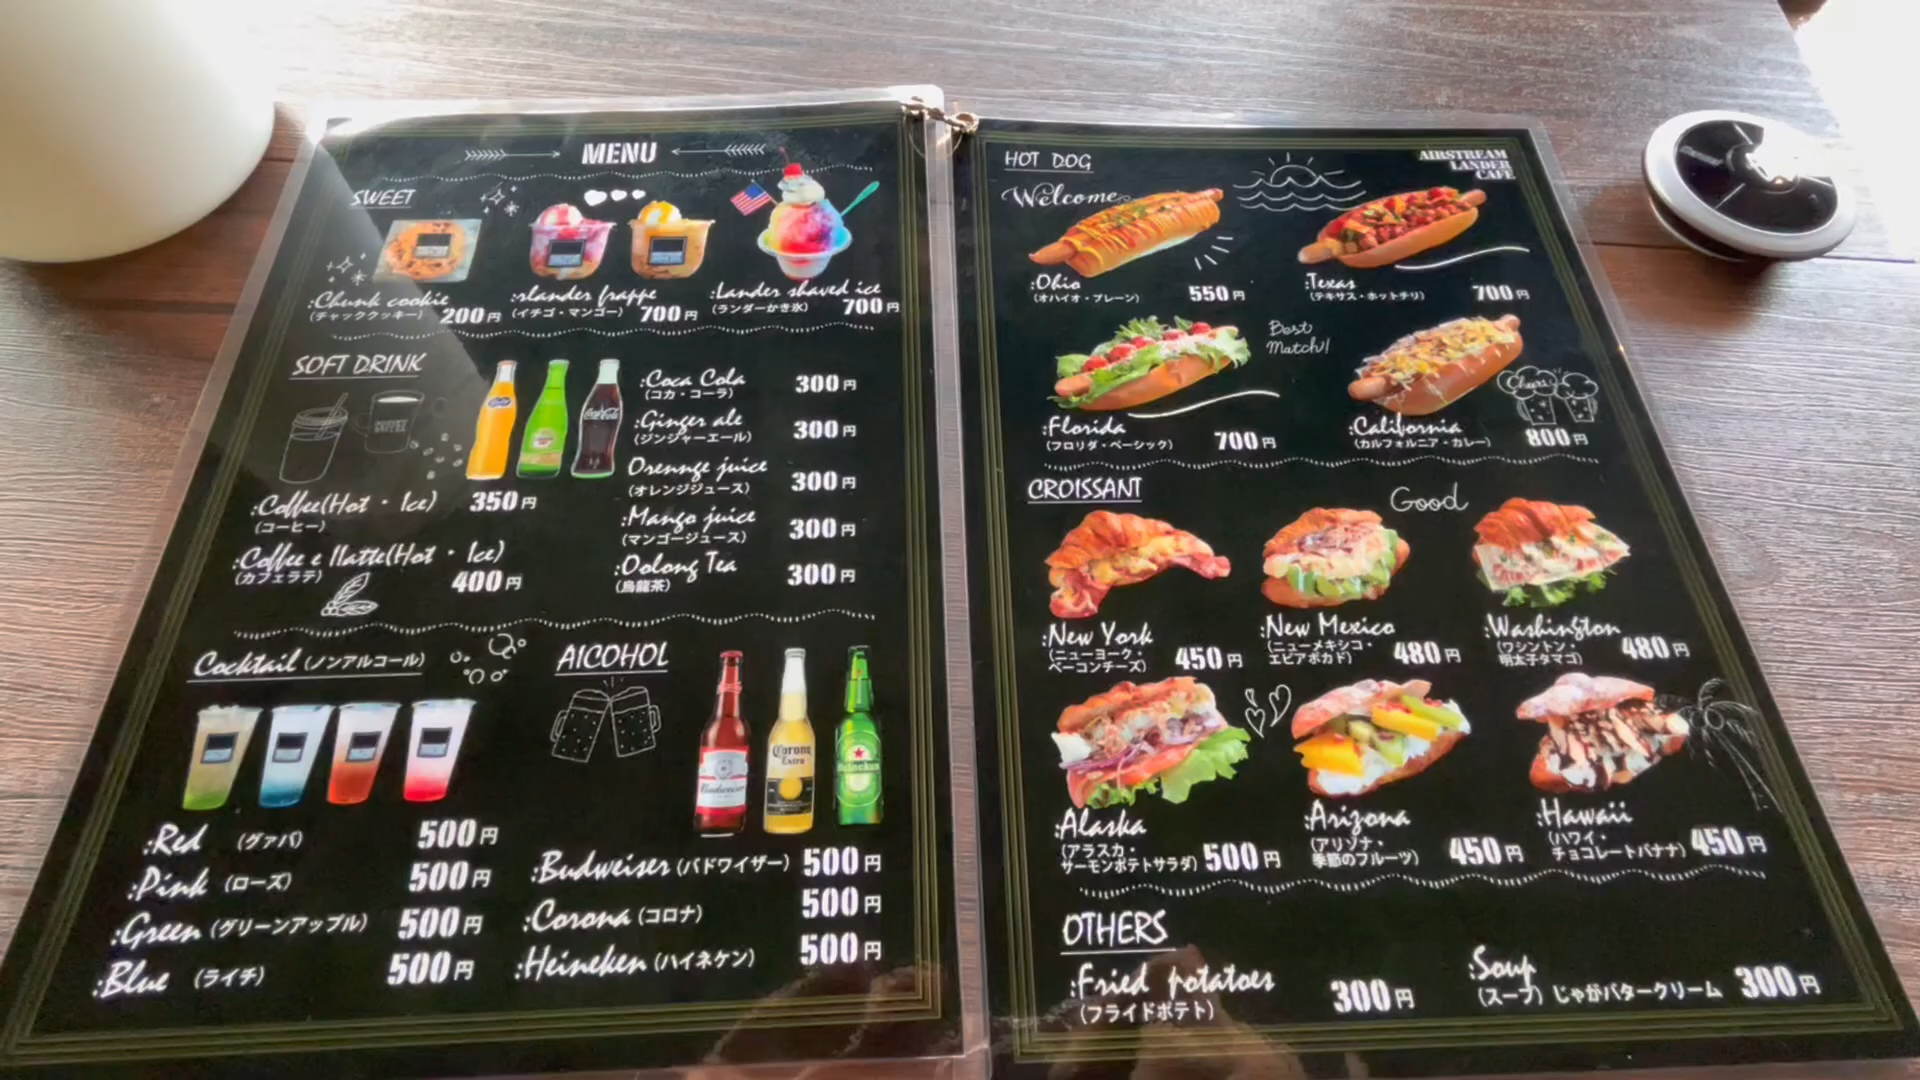 MENU
SWEET
:Chunk cookie
(チャッククッキー)
200円
:rlander frappe
(イチゴ・マンゴー)
700円
:Lander shaved ice
(ランダーかき氷)
700円
SOFT DRINK
COFFEE
:Coffee(Hot・Ice)
(コーヒー)
350円
:Coffee e llatte(Hot・Ice)
(カフェラテ)
400円
Coca-Cola
:Coca Cola
(コカ・コーラ)
300円
:Ginger ale
(ジンジャーエール)
300円
Orennge juice
(オレンジジュース)
300円
:Mango juice
(マンゴージュース)
300円
:Oolong Tea
(烏龍茶)
300円
Cocktail (ノンアルコール)
:Red (グァバ) 500円
:Pink (ローズ) 500円
:Green (グリーンアップル) 500円
:Blue (ライチ) 500円
AlCOHOL
Budweiser
Corona
Extra
Heineken
:Budweiser (バドワイザー) 500円
:Corona (コロナ) 500円
:Heineken (ハイネケン) 500円
HOT DOG
AIRSTREAM
LANDER
CAFE
Welcome
:Ohio
(オハイオ・プレーン)
550円
:Texas
(テキサス・ホットチリ)
700円
Best
Match!
:Florida
(フロリダ・ベーシック)
700円
Cheers
:California
(カルフォルニア・カレー)
800円
CROISSANT
Good
:New York
(ニューヨーク・
ベーコンチーズ)
450円
:New Mexico
(ニューメキシコ・
エビアボカド)
480円
:Washington
(ワシントン・
明太子タマゴ)
480円
:Alaska
(アラスカ・
サーモンポテトサラダ)
500円
:Arizona
(アリゾナ・
季節のフルーツ)
450円
:Hawaii
(ハワイ・
チョコレートバナナ)
450円
OTHERS
:Fried potatoes
(フライドポテト)
300円
:Soup
(スープ) じゃがバタークリーム
300円